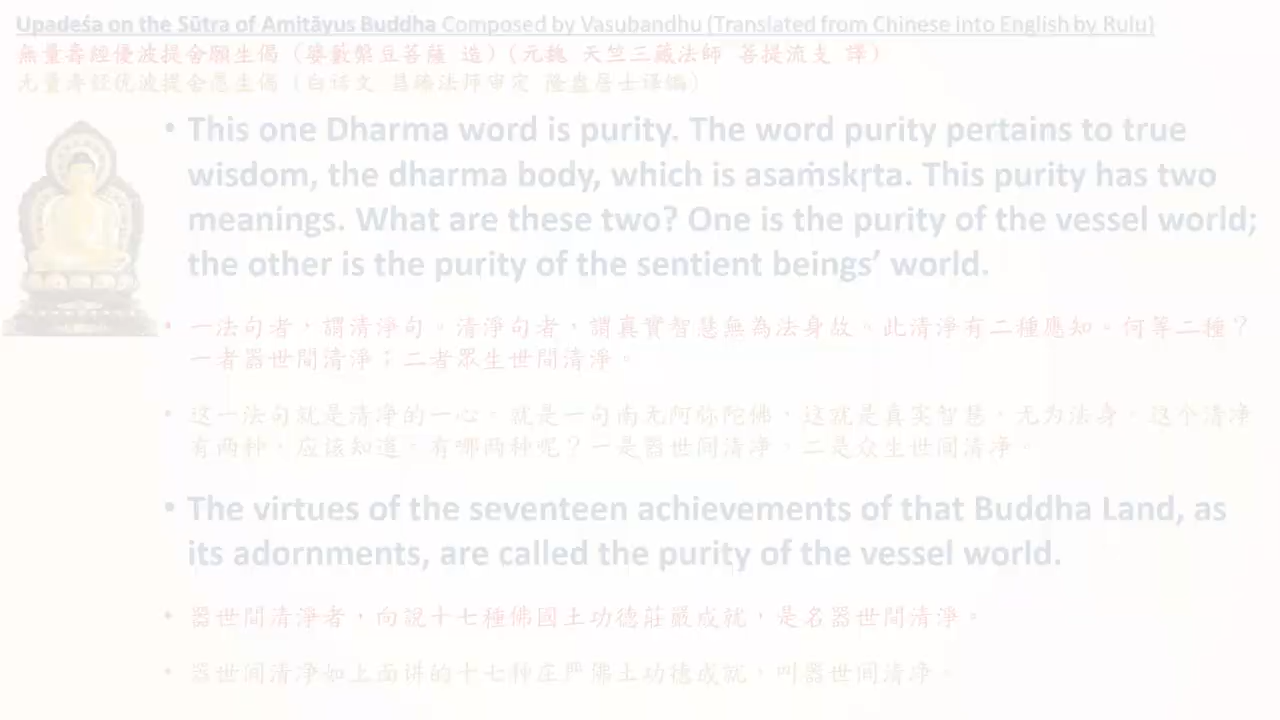 Upadeśa on the Sūtra of Amitāyus Buddha Composed by Vasubandhu (Translated from Chinese into English by Rulu)
無量壽經優波提舍願生偈 (婆藪槃豆菩薩 造) (元魏 天竺三藏法師 菩提流支 譯)
无量寿经优波提舍愿生偈 (白话文
• This one Dharma word is purity. The word purity pertains to true
wisdom, the dharma body, which is asaṁskṛta. This purity has two
meanings. What are these two? One is the purity of the vessel world;
the other is the purity of the sentient beings’ world.
• 一法句者，謂清淨句。清淨句者，謂真實智慧無為法身故。此清淨有二種應知。何等二種？
一者器世間清淨；二者眾生世間清淨。
• 这一法句就是清净的一心，就是一句南无阿弥陀佛，这就是真实智慧，无为法身。这个清净
有两种，应该知道。有哪两种呢？一是器世间清净，二是众生世间清净。
• The virtues of the seventeen achievements of that Buddha Land, as
its adornments, are called the purity of the vessel world.
• 器世間清淨者，向說十七種佛國土功德莊嚴成就，是名器世間清淨。
• 器世间清净如上面讲的十七种庄严佛土功德成就，叫器世间清净。